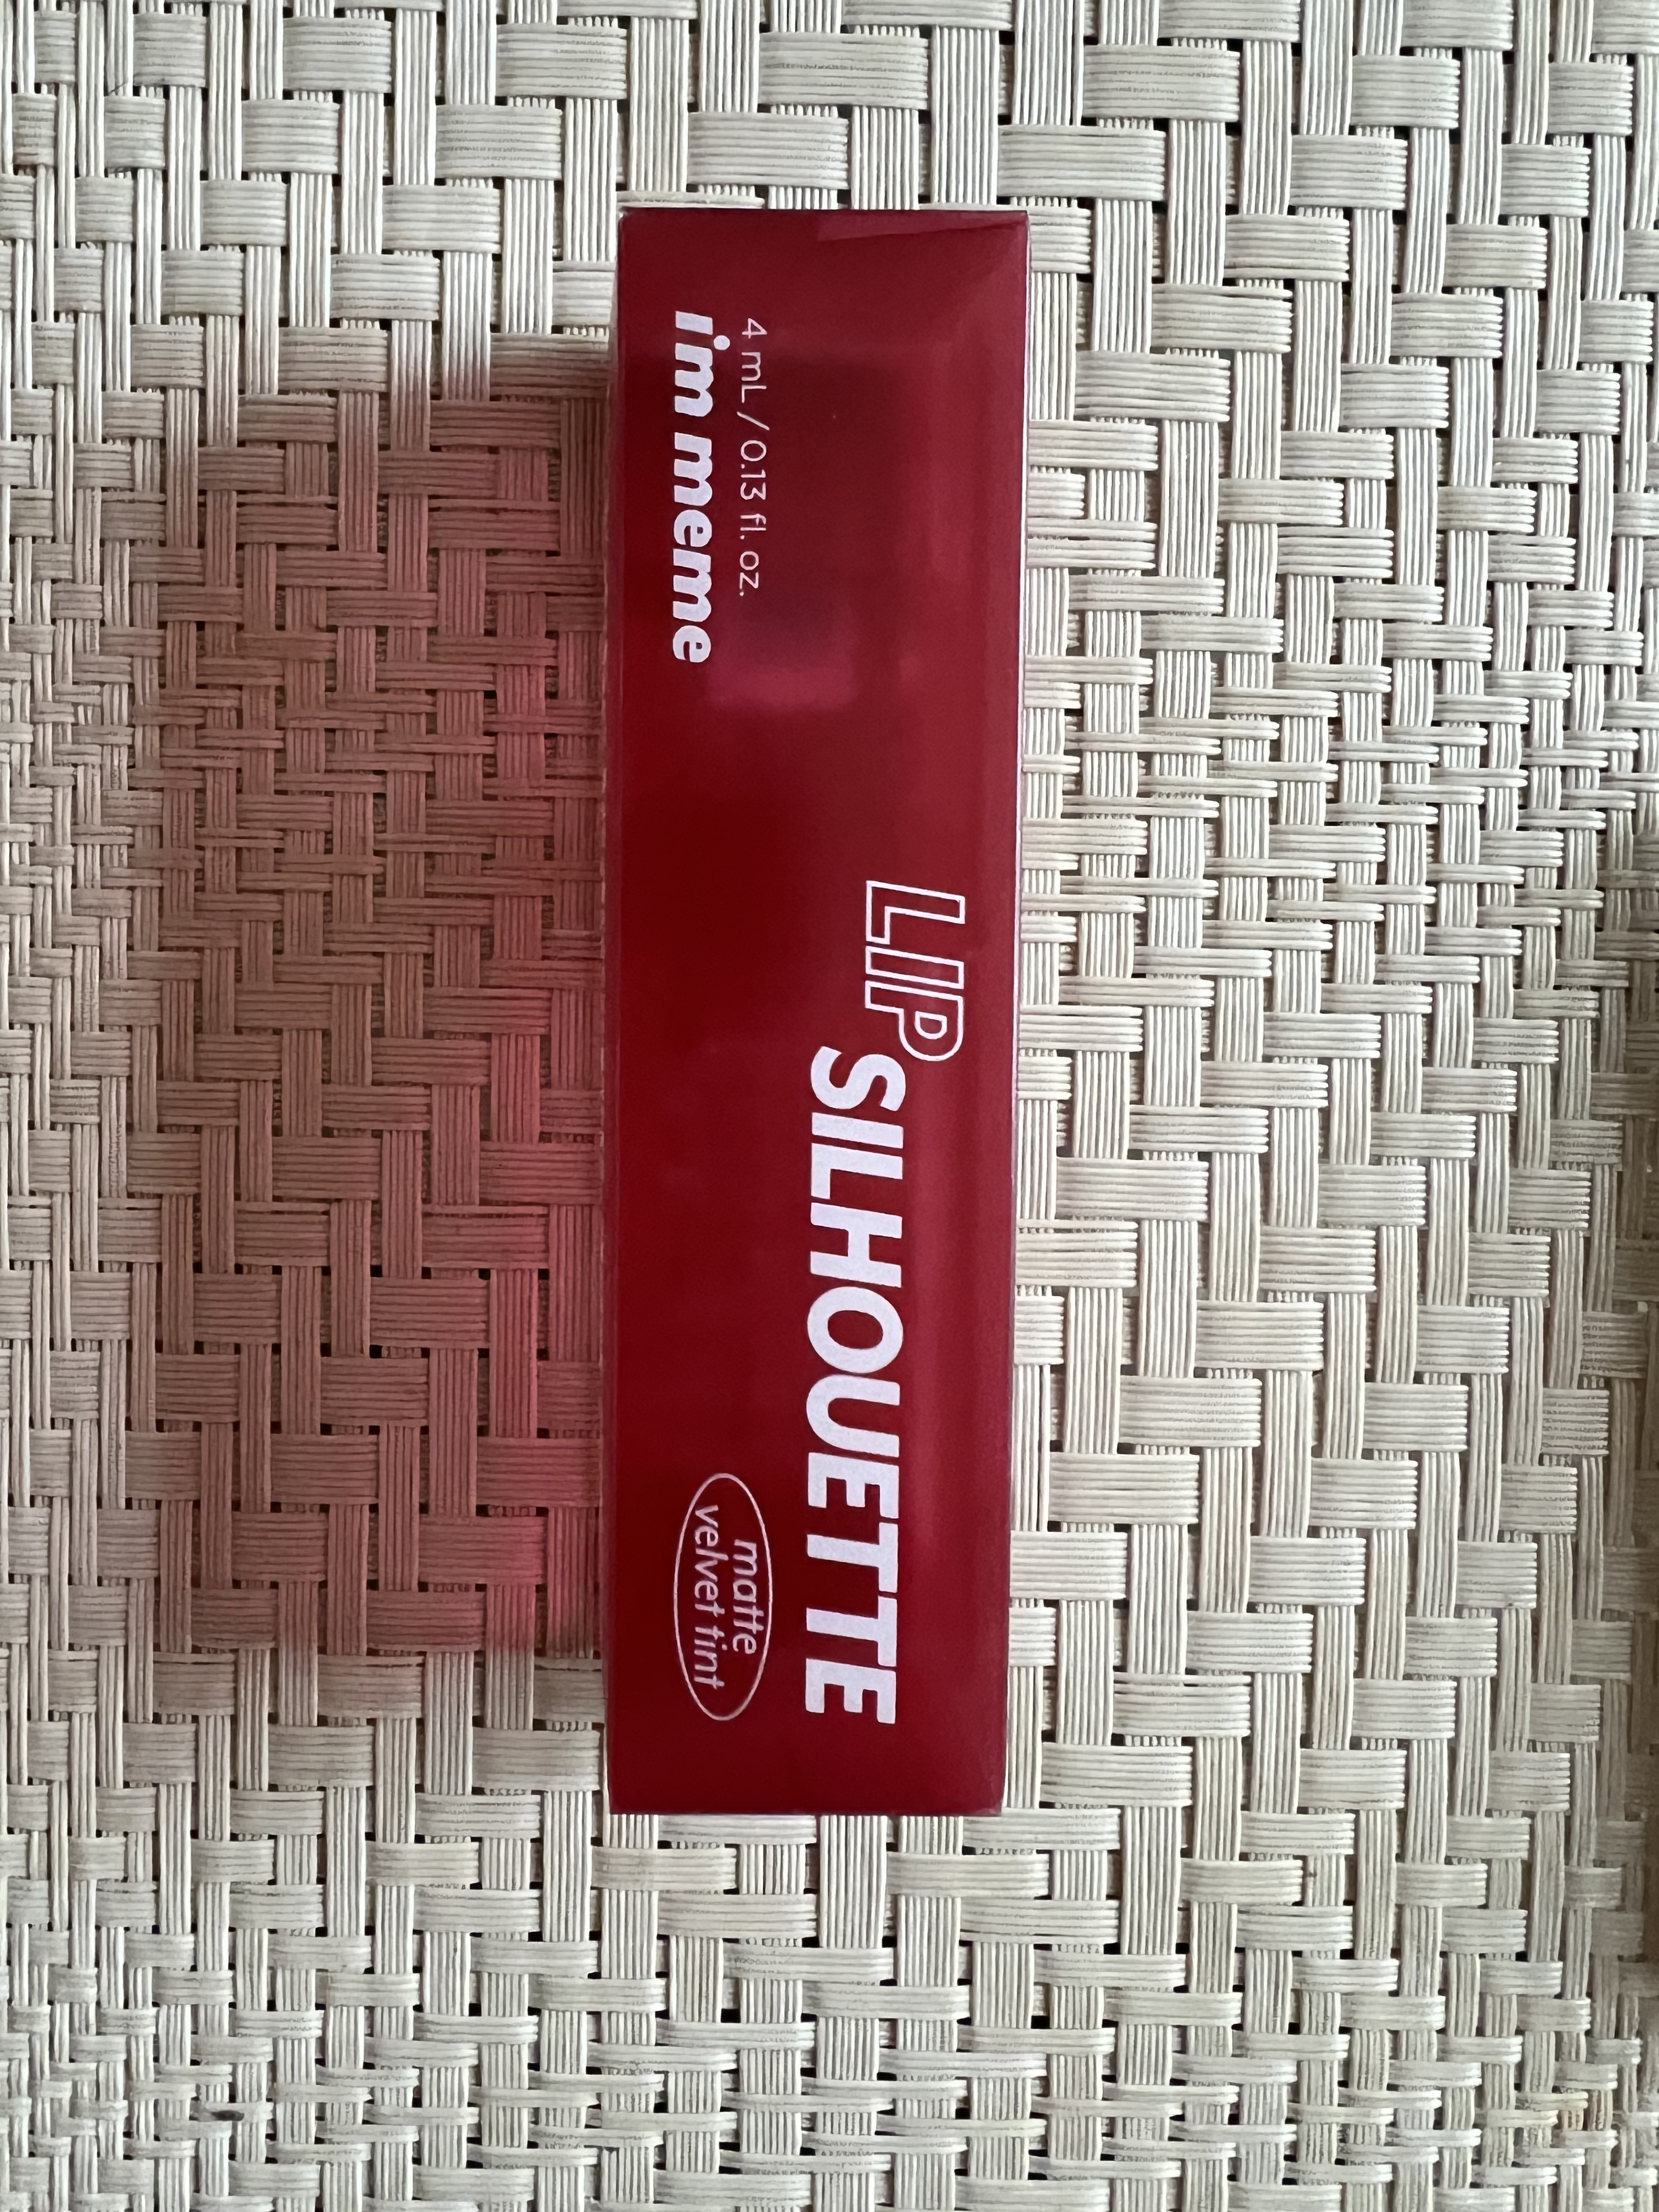 LIP
SILHOUETTE
matte
velvet tint
4 mL / 0.13 fl. oz.
i'm meme